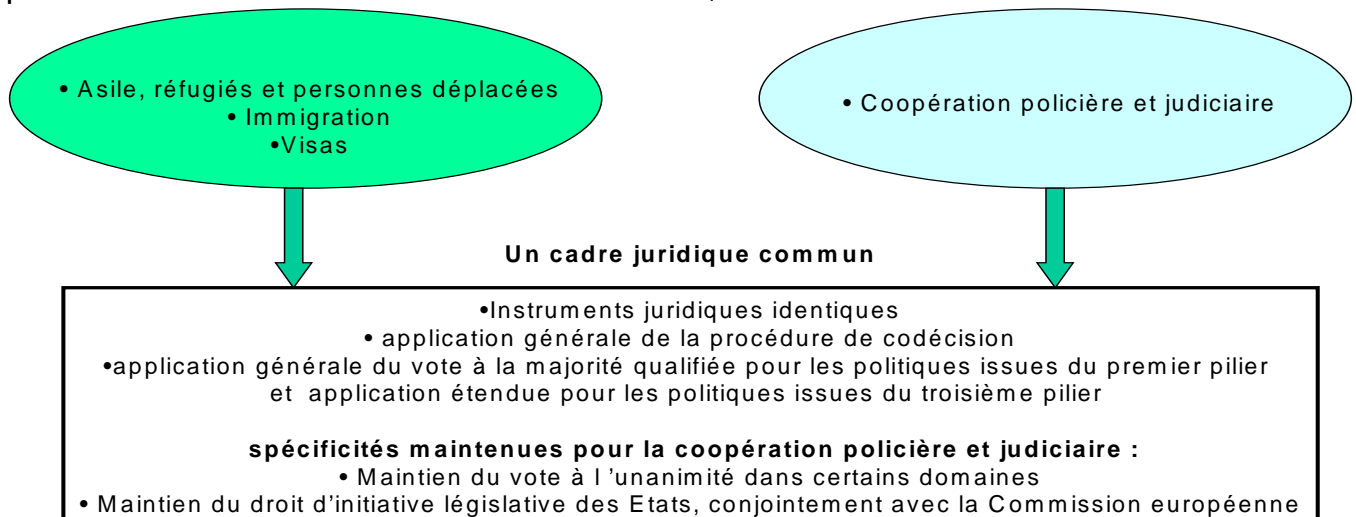 • Asile, réfugiés et personnes déplacées
• Immigration
•Visas
• Coopération policière et judiciaire
Un cadre juridique commun
•Instruments juridiques identiques
• application générale de la procédure de codécision
•application générale du vote à la majorité qualifiée pour les politiques issues du premier pilier
et application étendue pour les politiques issues du troisième pilier
spécificités maintenues pour la coopération policière et judiciaire :
• Maintien du vote à l 'unanimité dans certains domaines
• Maintien du droit d'initiative législative des Etats, conjointement avec la Commission européenne